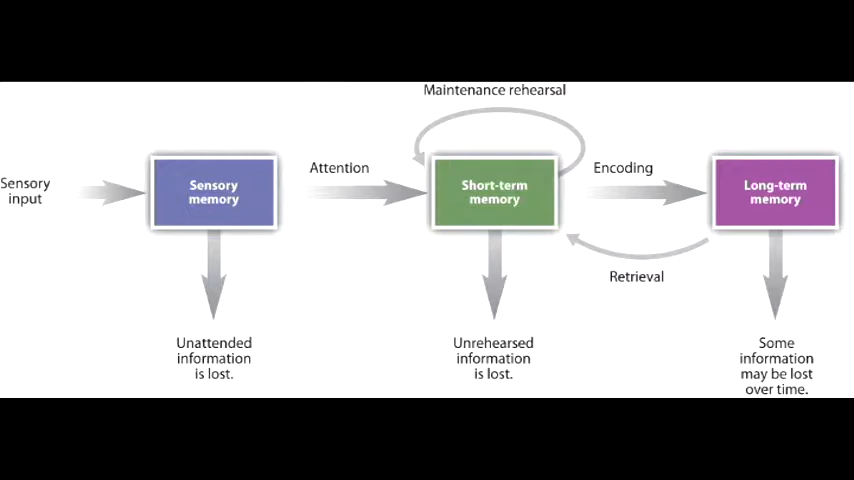 Maintenance rehearsal
Sensory
input
Sensory
memory
Attention
Short-term
memory
Encoding
Long-term
memory
Retrieval
Unattended
information
is lost.
Unrehearsed
information
is lost.
Some
information
may be lost
over time.